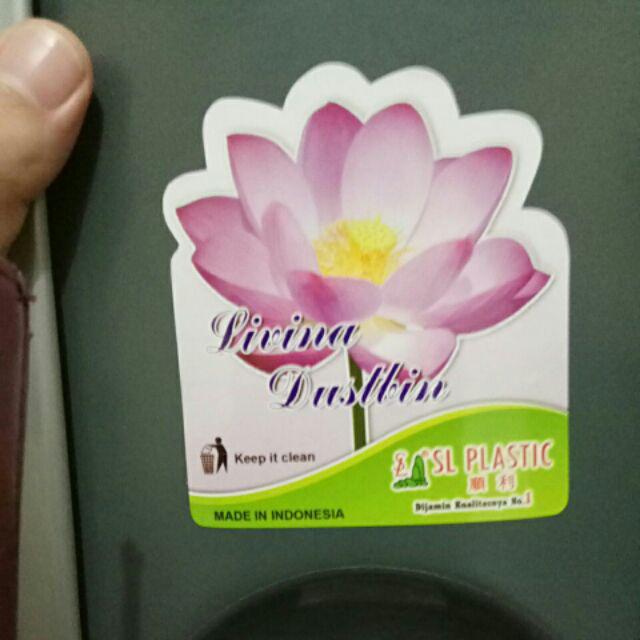 Livina
Dustbin
Keep it clean
SL PLASTIC
順利
Dijamin Kualitasnya No.1
MADE IN INDONESIA